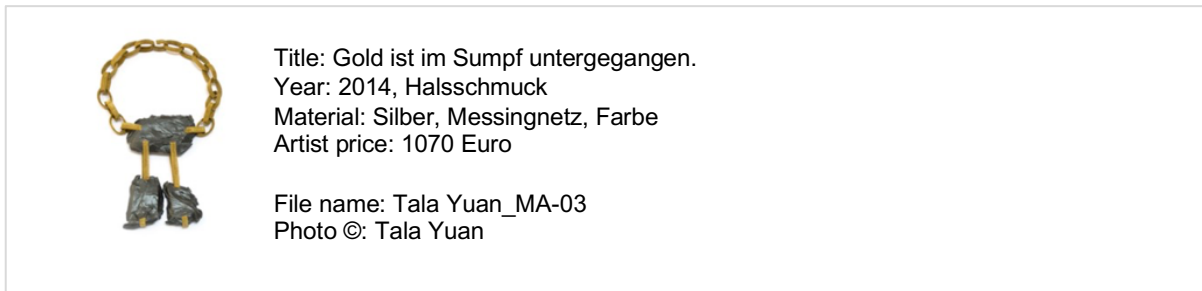 Title: Gold ist im Sumpf untergegangen.
Year: 2014, Halsschmuck
Material: Silber, Messingnetz, Farbe
Artist price: 1070 Euro
File name: Tala Yuan_MA-03
Photo ©: Tala Yuan